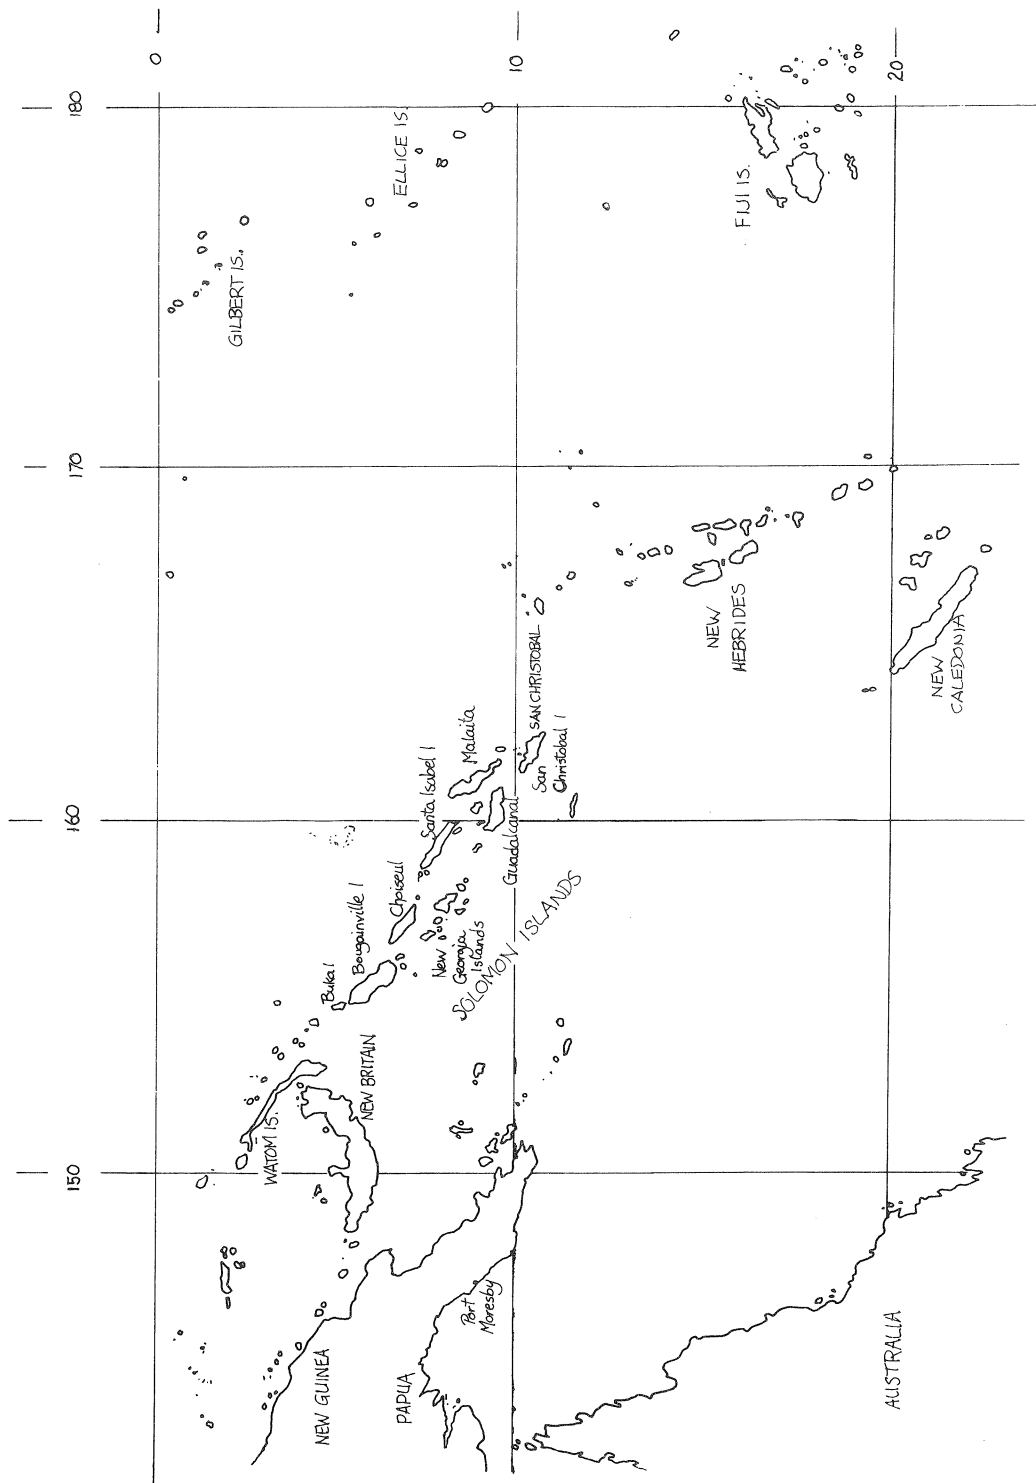 150
160
170
180
0
10
20
GILBERT IS.
ELLICE IS.
FIJI IS.
NEW
HEBRIDES
NEW
CALEDONIA
Buka I
Bougainville I
Choiseul
Santa Isabel I
Malaita
SAN CHRISTOBAL
San
Christobal I
Guadalcanal
New
Georgia
Islands
SOLOMON ISLANDS
WATOM IS.
NEW BRITAIN
NEW GUINEA
PAPUA
Port
Moresby
AUSTRALIA